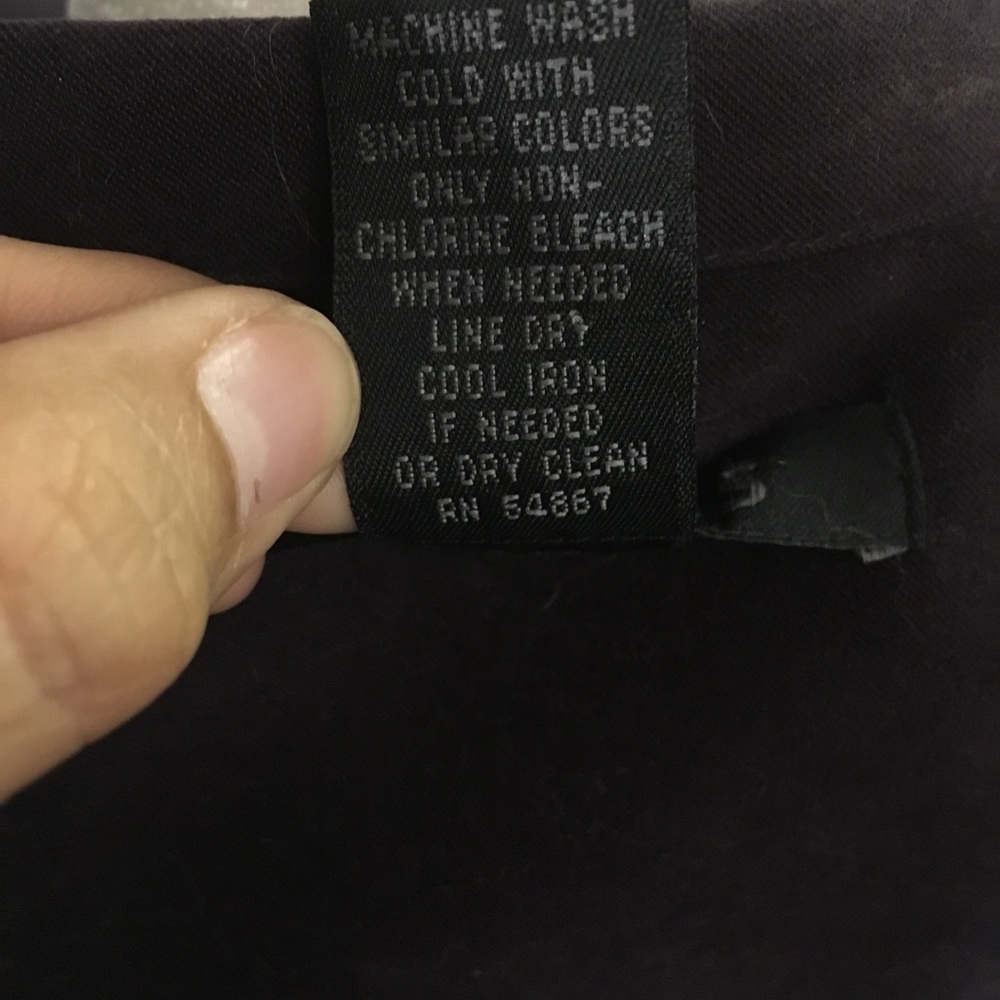 MACHINE WASH
COLD WITH
SIMILAR COLORS
ONLY NON-
CHLORINE BLEACH
WHEN NEEDED
LINE DRY
COOL IRON
IF NEEDED
OR DRY CLEAN
RN 54867